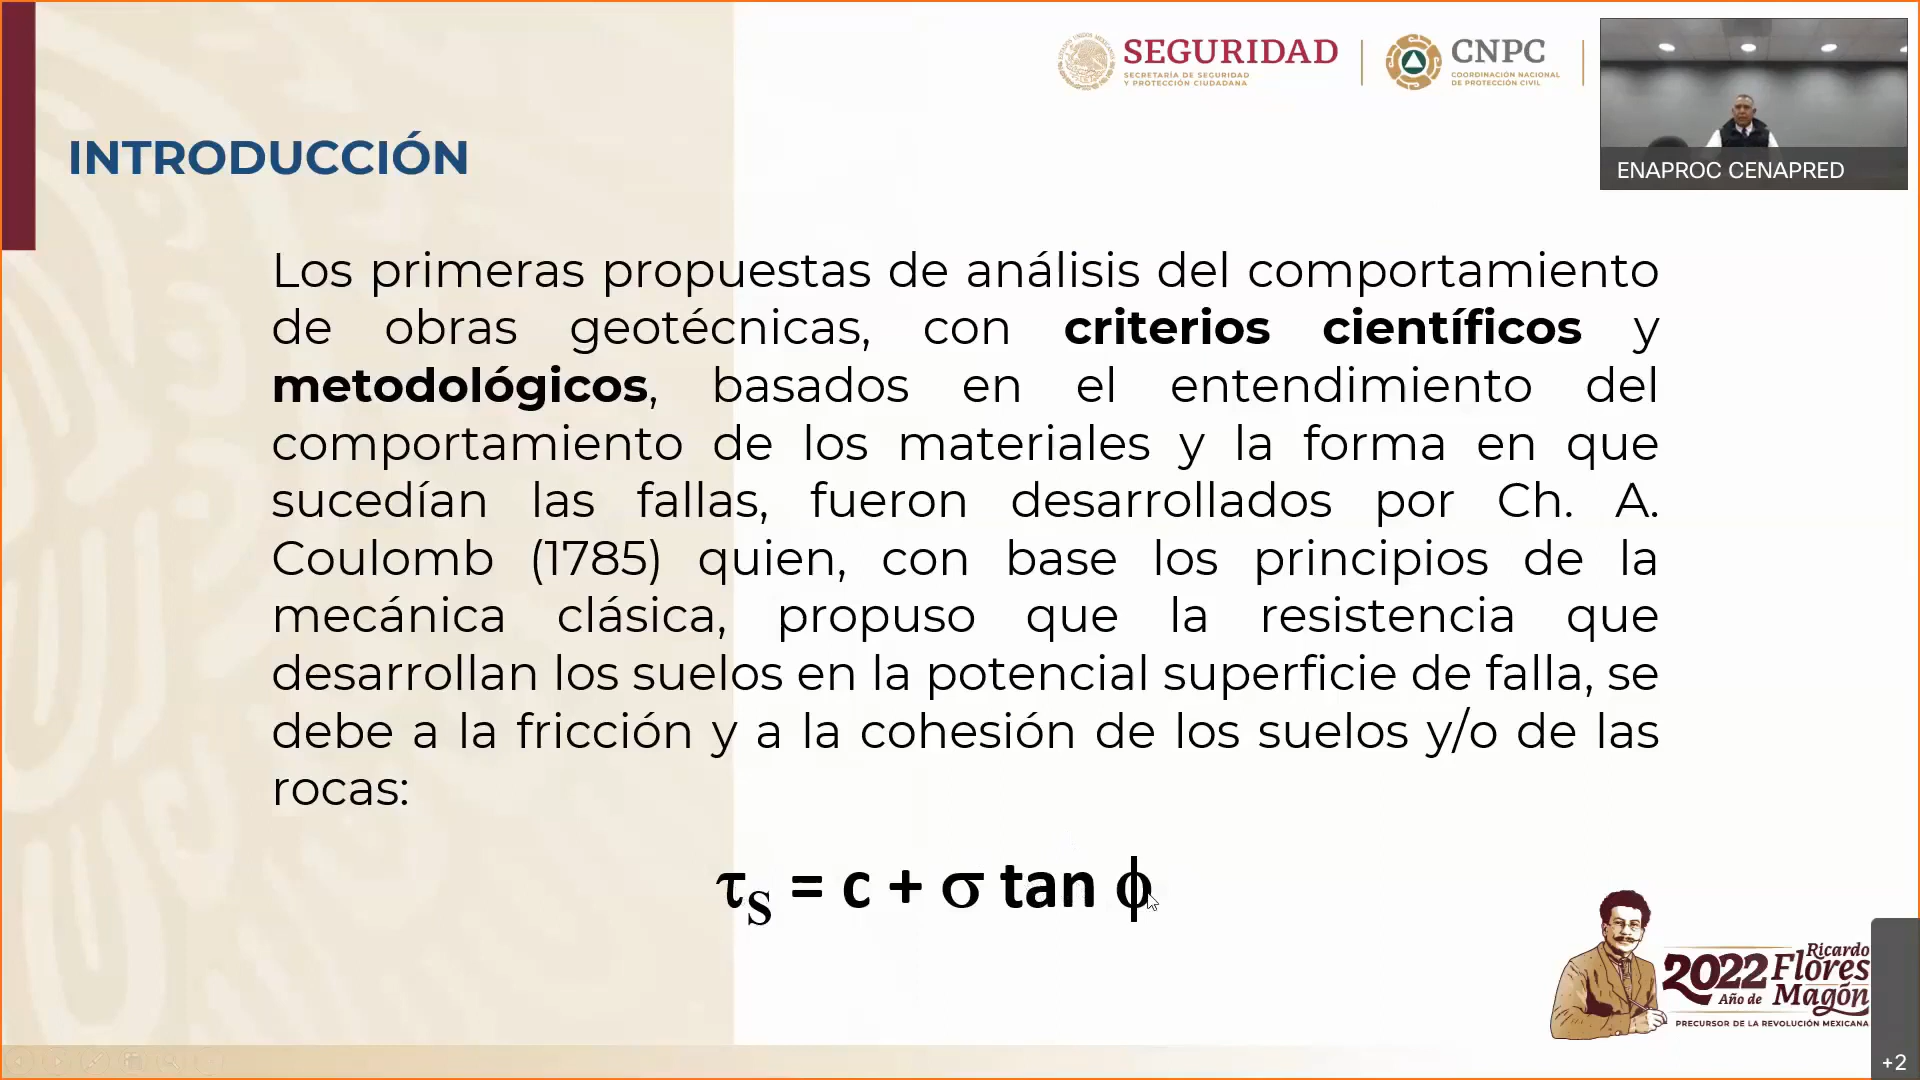 SEGURIDAD
SECRETARÍA DE SEGURIDAD
Y PROTECCIÓN CIUDADANA
CNPC
COORDINACIÓN NACIONAL
DE PROTECCIÓN CIVIL
ENAPROC CENAPRED
INTRODUCCIÓN
Los primeras propuestas de análisis del comportamiento
de obras geotécnicas, con criterios científicos y
metodológicos, basados en el entendimiento del
comportamiento de los materiales y la forma en que
sucedían las fallas, fueron desarrollados por Ch. A.
Coulomb (1785) quien, con base los principios de la
mecánica clásica, propuso que la resistencia que
desarrollan los suelos en la potencial superficie de falla, se
debe a la fricción y a la cohesión de los suelos y/o de las
rocas:
τS = c + σ tan ϕ
2022 Ricardo
Año de Flores
Magón
PRECURSOR DE LA REVOLUCIÓN MEXICANA
+2